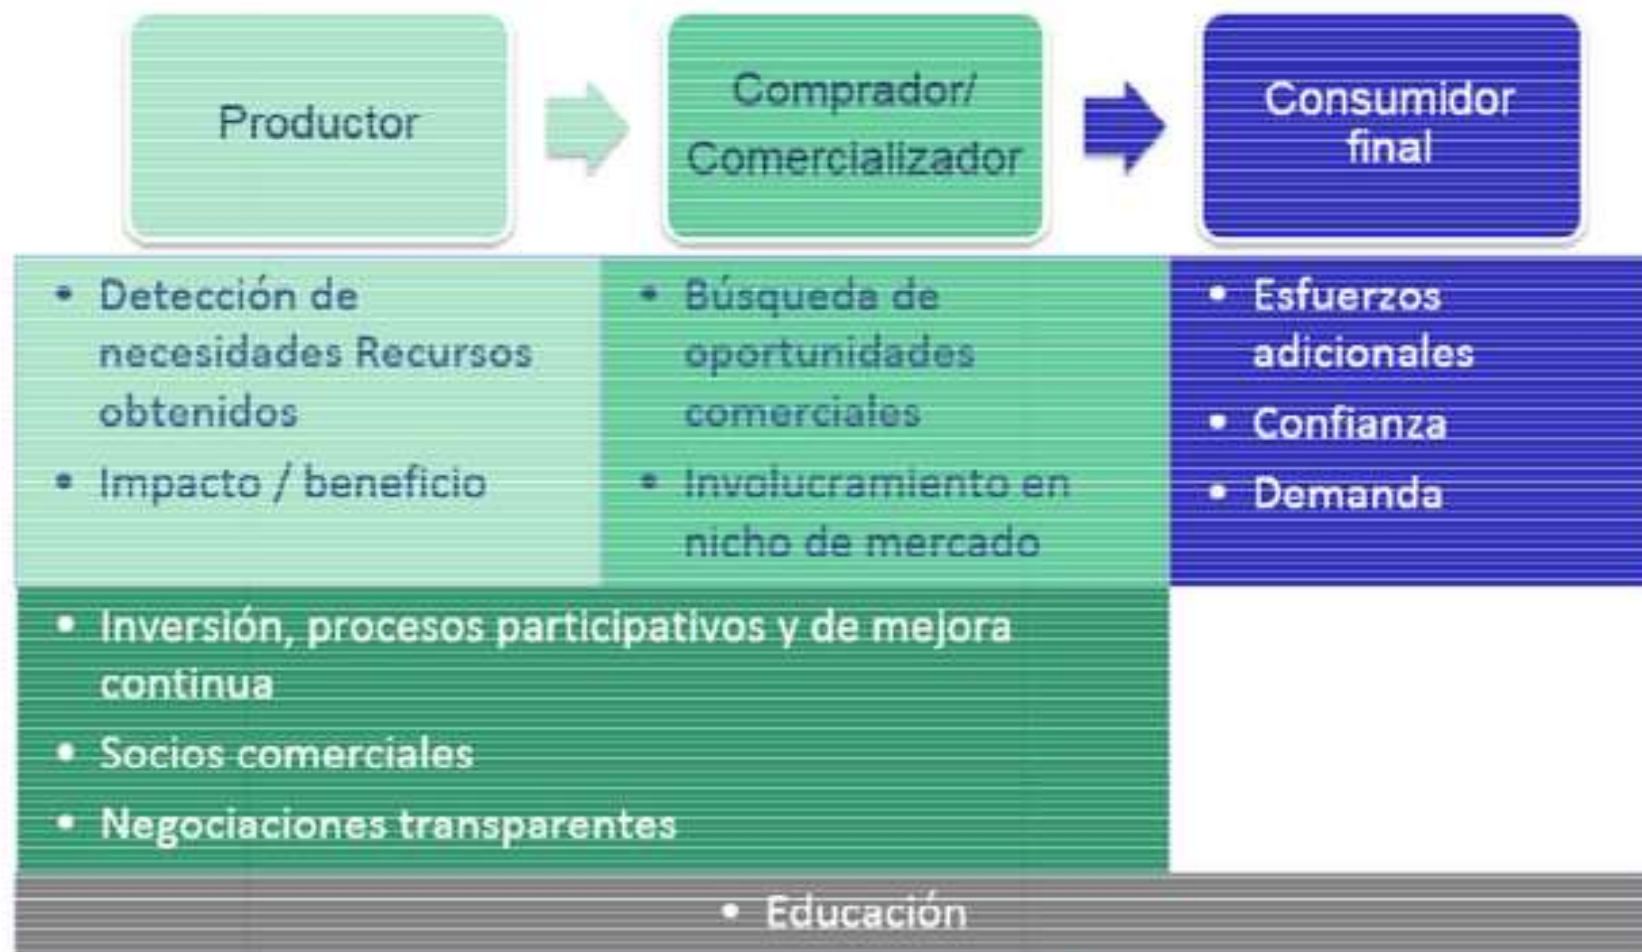 Productor
Comprador/
Comercializador
Consumidor
final
• Detección de
necesidades Recursos
obtenidos
• Impacto / beneficio
• Búsqueda de
oportunidades
comerciales
• Involucramiento en
nicho de mercado
• Esfuerzos
adicionales
• Confianza
• Demanda
• Inversión, procesos participativos y de mejora
continua
• Socios comerciales
• Negociaciones transparentes
• Educación